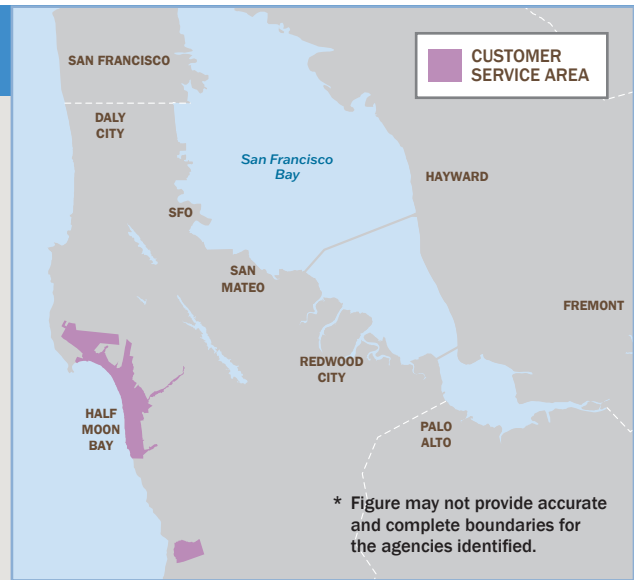 SAN FRANCISCO
CUSTOMER
SERVICE AREA
DALY
CITY
San Francisco
Bay
HAYWARD
SFO
SAN
MATEO
FREMONT
REDWOOD
CITY
HALF
MOON
BAY
PALO
ALTO
* Figure may not provide accurate
and complete boundaries for
the agencies identified.